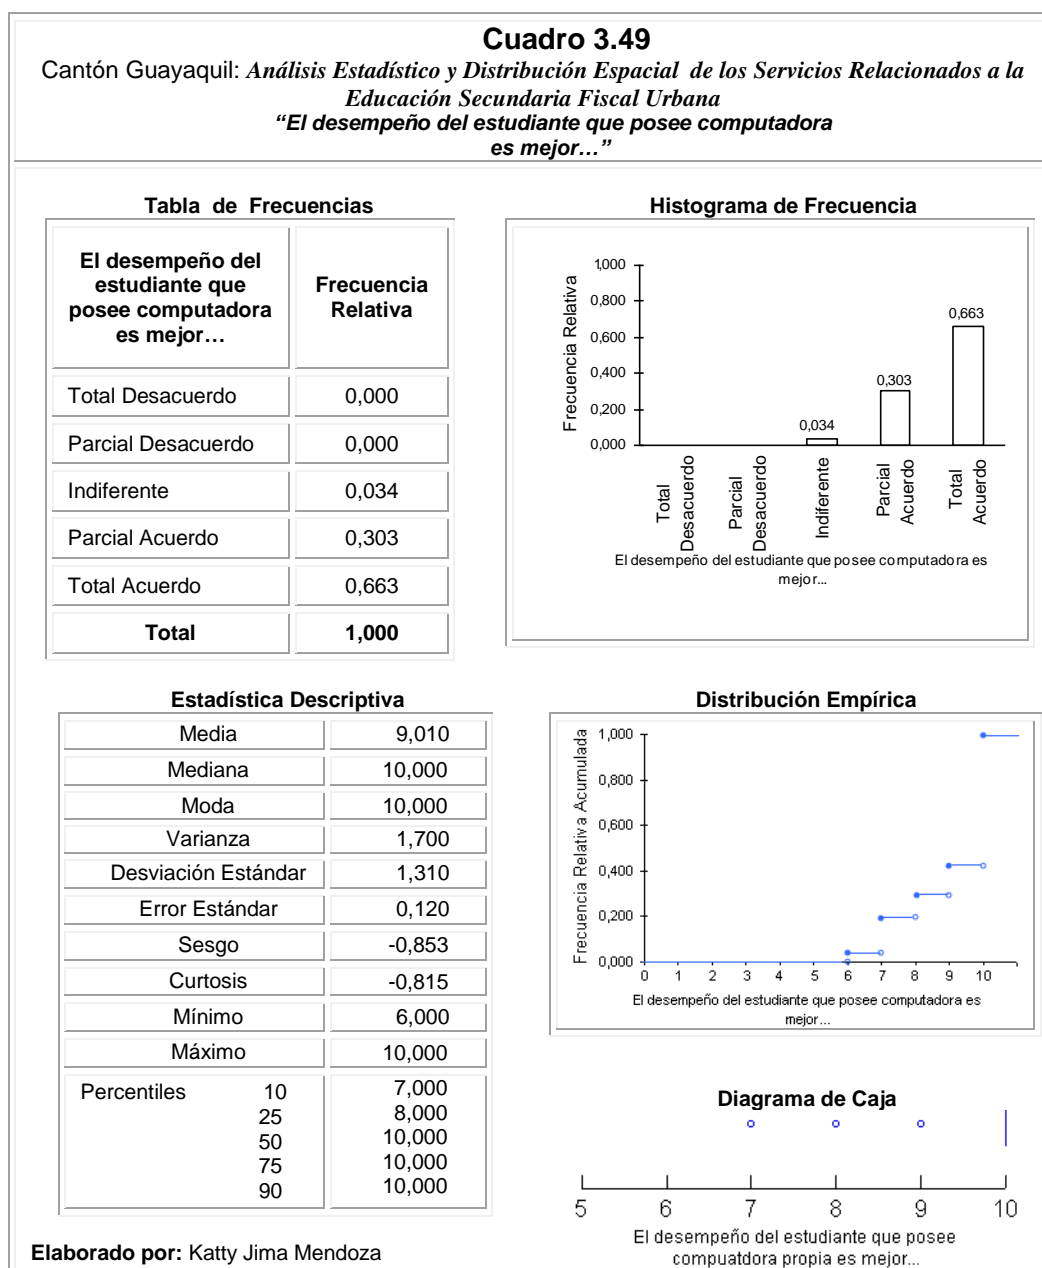 Cuadro 3.49
Cantón Guayaquil: Análisis Estadístico y Distribución Espacial de los Servicios Relacionados a la
Educación Secundaria Fiscal Urbana
“El desempeño del estudiante que posee computadora
es mejor…”
Tabla de Frecuencias
El desempeño del
estudiante que
posee computadora
es mejor…
Frecuencia
Relativa
Total Desacuerdo 0,000
Parcial Desacuerdo 0,000
Indiferente 0,034
Parcial Acuerdo 0,303
Total Acuerdo 0,663
Total 1,000
Histograma de Frecuencia
Frecuencia Relativa
1,000
0,800
0,600
0,400
0,200
0,000
0,034
0,303
0,663
Total
Desacuerdo
Parcial
Desacuerdo
Indiferente
Parcial
Acuerdo
Total
Acuerdo
El desempeño del estudiante que posee computadora es
mejor...
Estadística Descriptiva
Media 9,010
Mediana 10,000
Moda 10,000
Varianza 1,700
Desviación Estándar 1,310
Error Estándar 0,120
Sesgo -0,853
Curtosis -0,815
Mínimo 6,000
Máximo 10,000
Percentiles 10 7,000
25 8,000
50 10,000
75 10,000
90 10,000
Distribución Empírica
Frecuencia Relativa Acumulada
1,000
0,800
0,600
0,400
0,200
0,000
0 1 2 3 4 5 6 7 8 9 10
El desempeño del estudiante que posee computadora es
mejor...
Diagrama de Caja
5 6 7 8 9 10
El desempeño del estudiante que posee
compuatdora propia es mejor...
Elaborado por: Katty Jima Mendoza